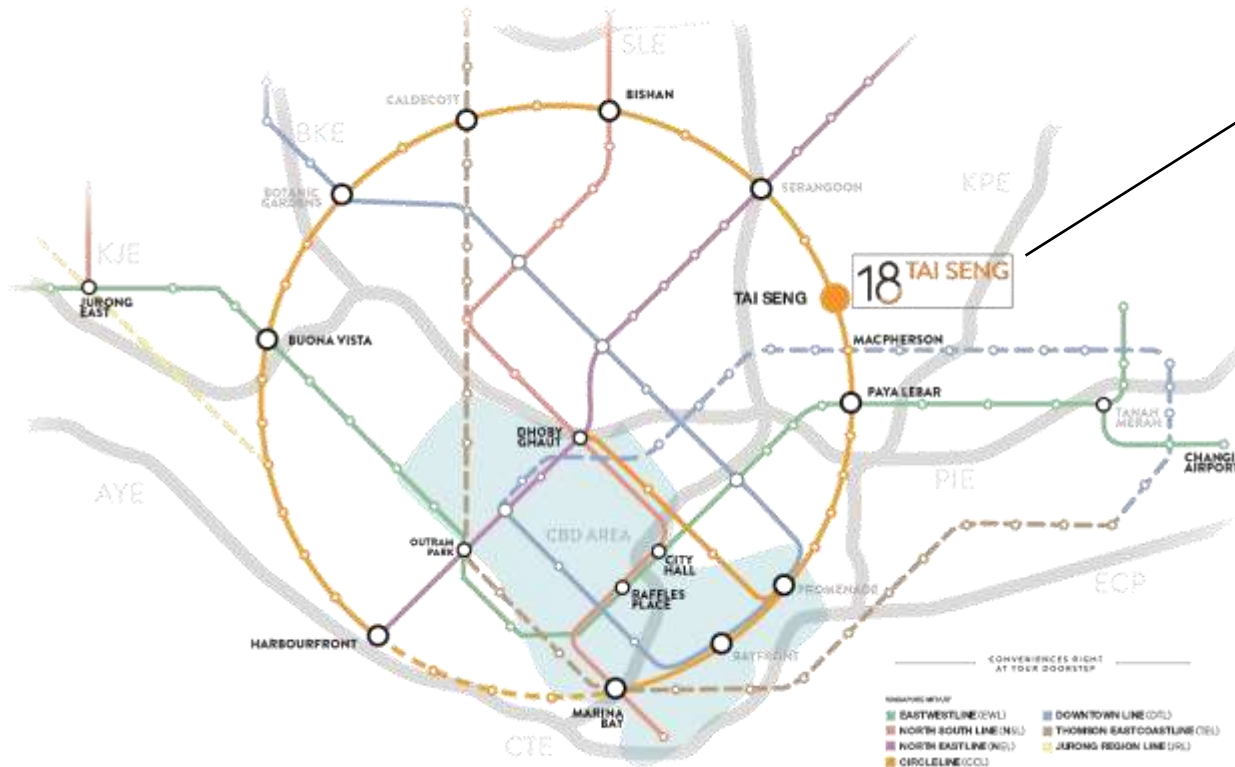 SLE
BISHAN
CALDECOTT
BKE
BOTANIC
GARDENS
SERANGOON
KPE
KJE
18 TAI SENG
TAI SENG
JURONG
EAST
BUONA VISTA
MACPHERSON
PAYA LEBAR
TANAH
MERAH
DHOBY
GHAUT
CHANGI
AIRPORT
AYE
PIE
CBD AREA
OUTRAM
PARK
CITY
HALL
RAFFLES
PLACE
PROMENADE
ECP
HARBOURFRONT
BAYFRONT
MARINA
BAY
CTE
CONVENIENCES RIGHT
AT YOUR DOORSTEP
EASTWESTLINE (EWL)
NORTH SOUTH LINE (NSL)
NORTH EASTLINE (NEL)
CIRCLELINE (CCL)
DOWNTOWN LINE (DTL)
THOMSON EASTCOASTLINE (TEL)
JURONG REGION LINE (JRL)